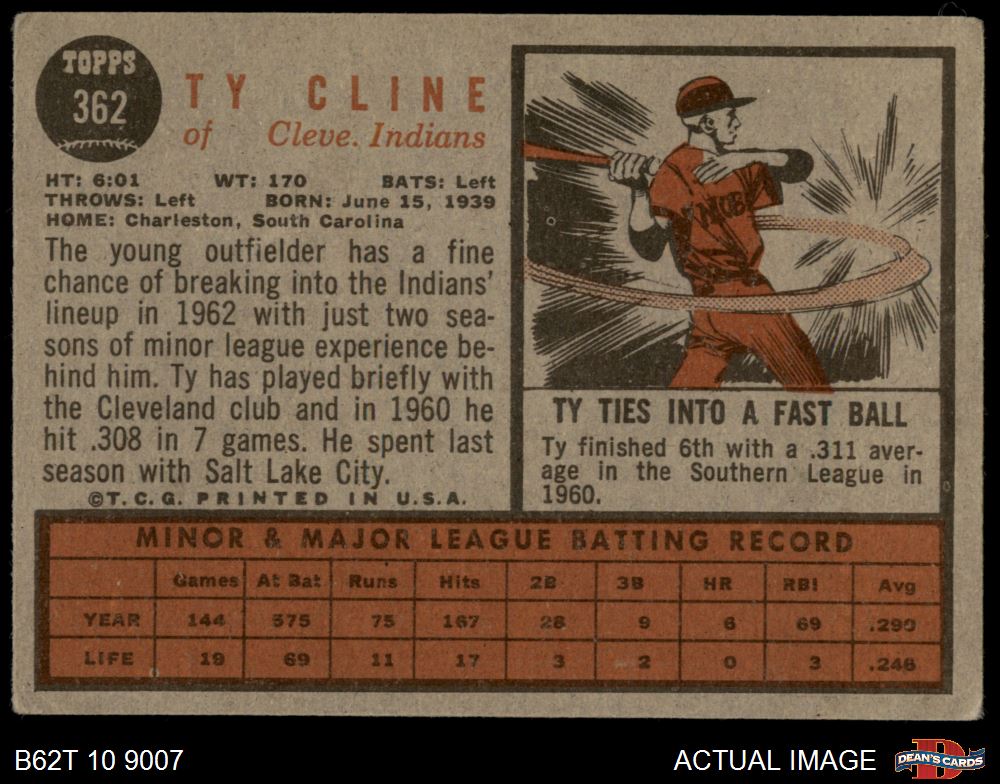 TOPPS
362
TY CLINE
of Cleve. Indians
HT: 6:01 WT: 170 BATS: Left
THROWS: Left BORN: June 15, 1939
HOME: Charleston, South Carolina
The young outfielder has a fine
chance of breaking into the Indians'
lineup in 1962 with just two sea-
sons of minor league experience be-
hind him. Ty has played briefly with
the Cleveland club and in 1960 he
hit .308 in 7 games. He spent last
season with Salt Lake City.
©T.C.G. PRINTED IN U.S.A.
TY TIES INTO A FAST BALL
Ty finished 6th with a .311 aver-
age in the Southern League in
1960.
MINOR & MAJOR LEAGUE BATTING RECORD
Games At Bat Runs Hits 2B 3B HR RBI Avg
YEAR 144 575 75 167 28 9 6 69 .290
LIFE 19 69 11 17 3 2 0 3 .246
B62T 10 9007
ACTUAL IMAGE
DEAN'S CARDS